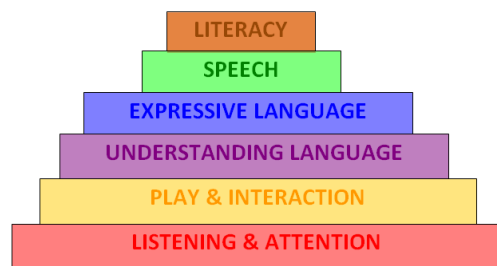 LITERACY
SPEECH
EXPRESSIVE LANGUAGE
UNDERSTANDING LANGUAGE
PLAY & INTERACTION
LISTENING & ATTENTION